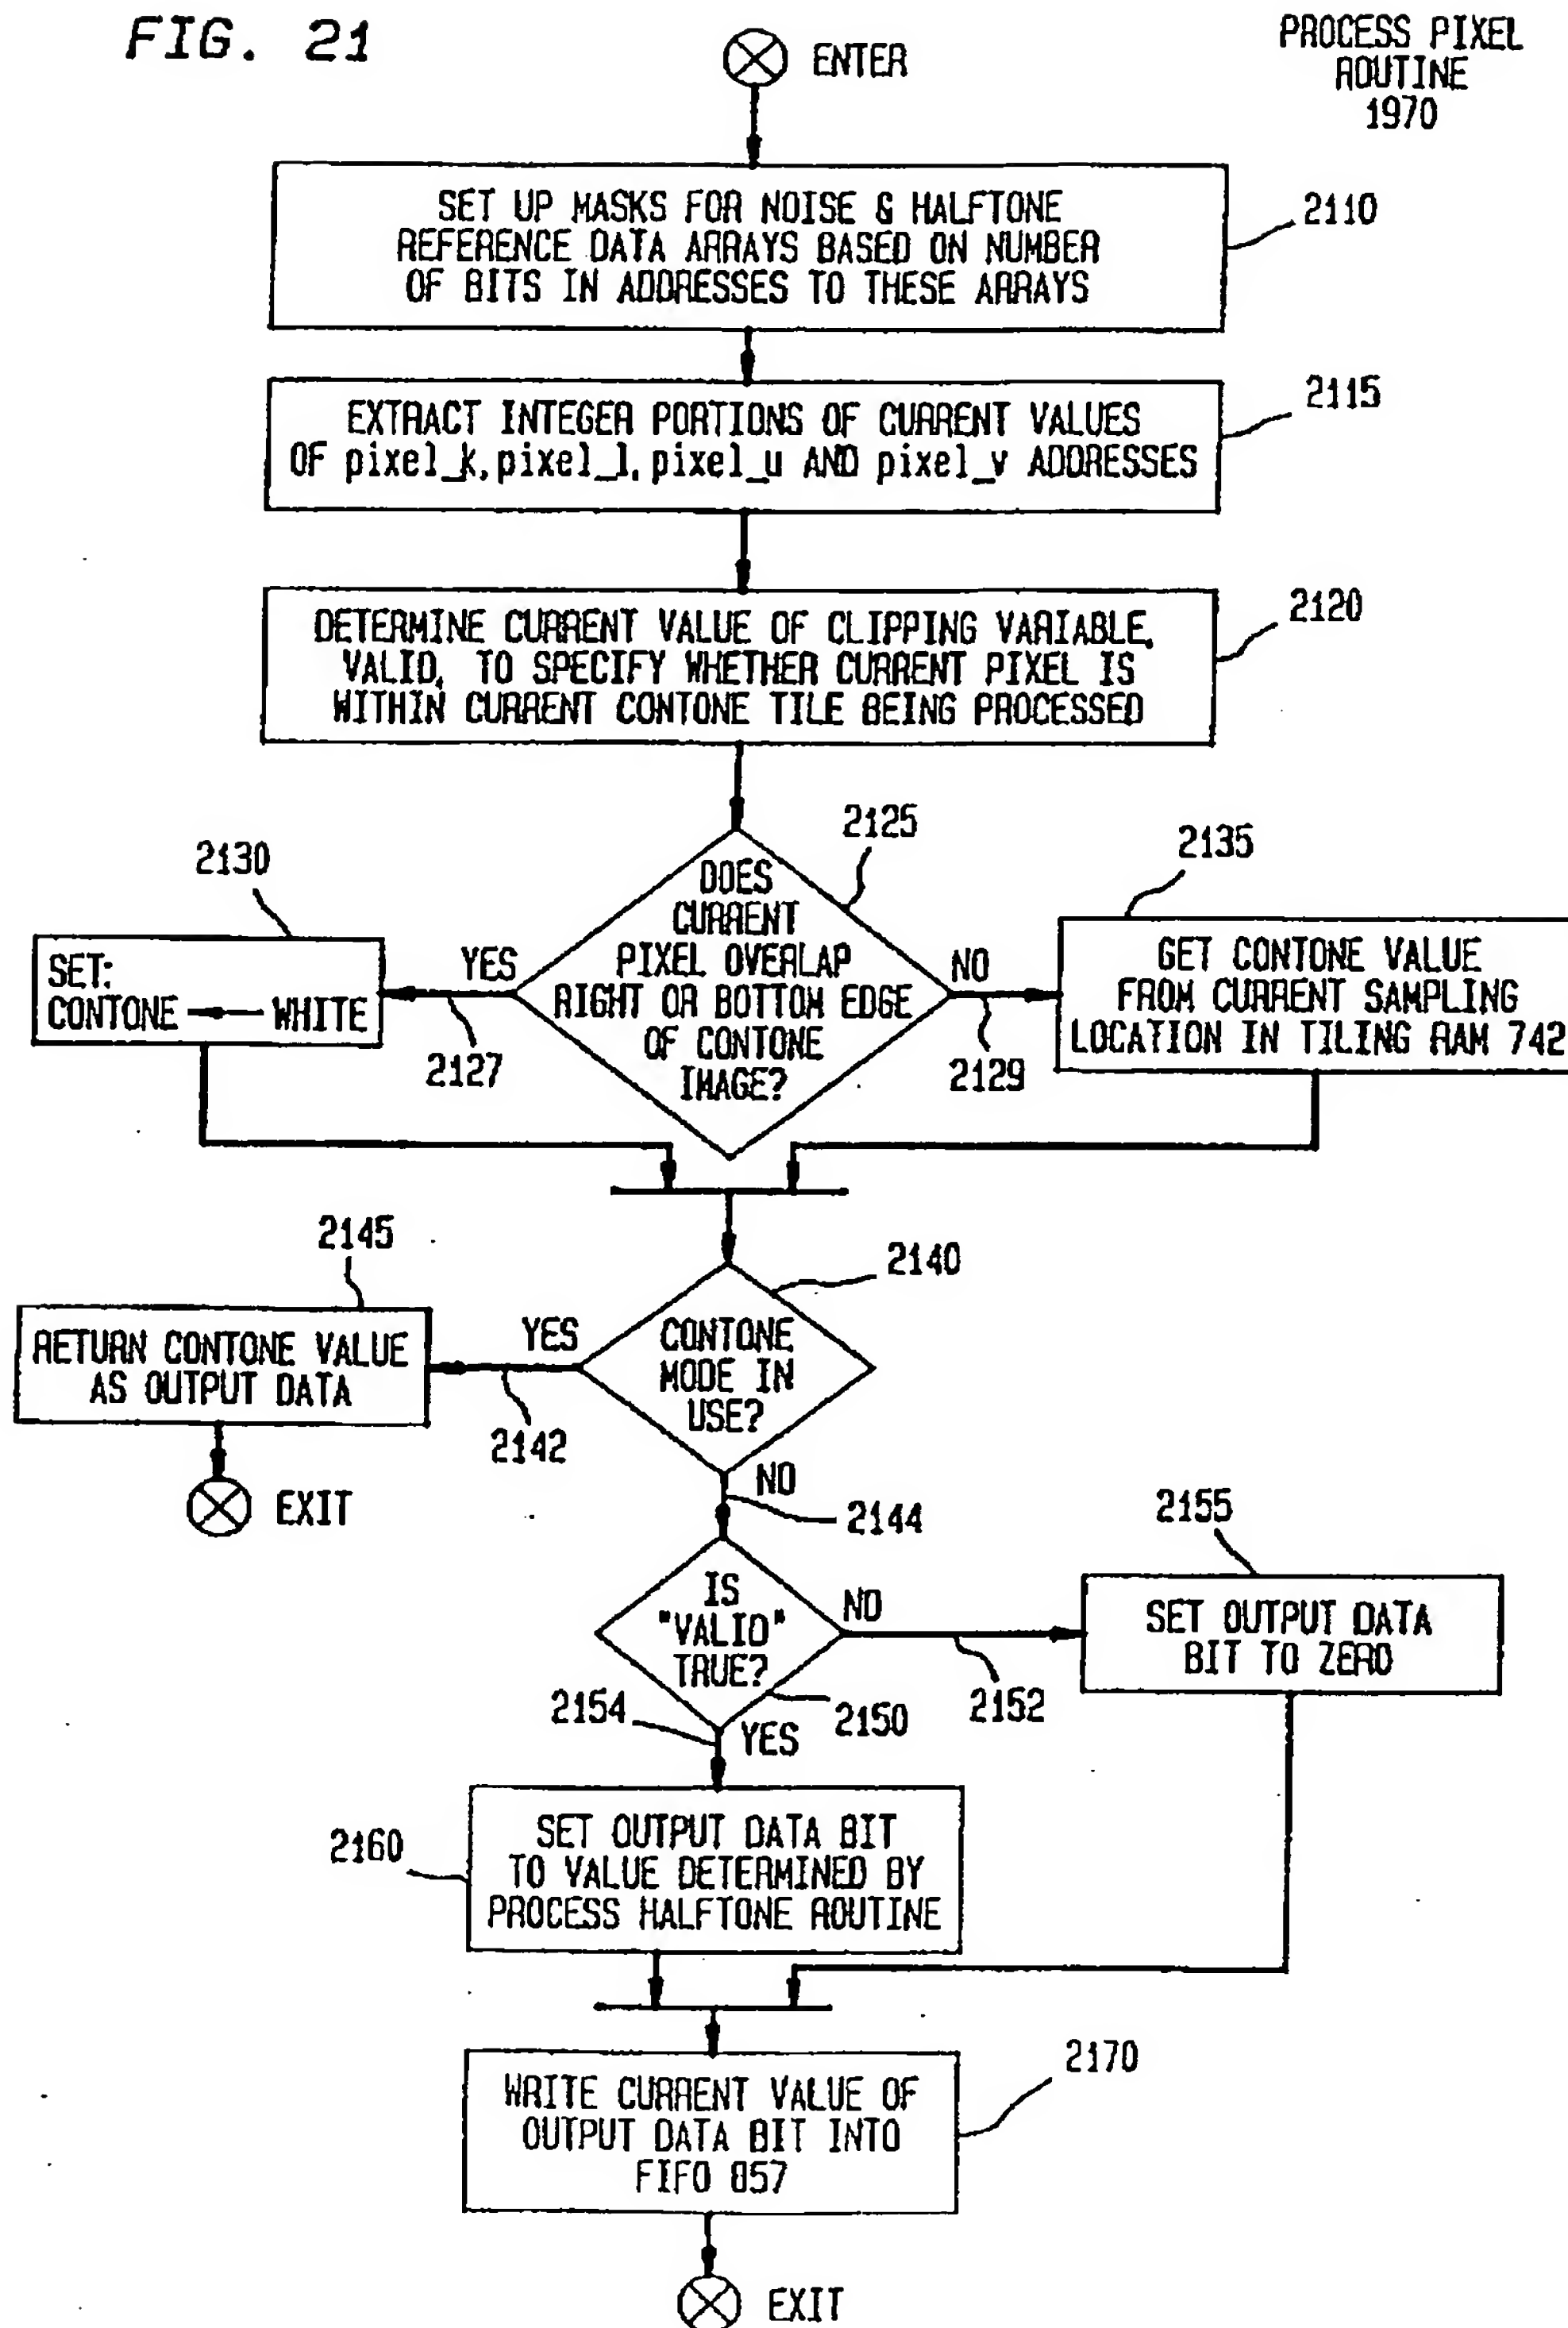 FIG. 21
PROCESS PIXEL
ROUTINE
1970
ENTER
SET UP MASKS FOR NOISE & HALFTONE
REFERENCE DATA ARRAYS BASED ON NUMBER
OF BITS IN ADDRESSES TO THESE ARRAYS
2110
EXTRACT INTEGER PORTIONS OF CURRENT VALUES
OF pixel_k, pixel_l, pixel_u AND pixel_v ADDRESSES
2115
DETERMINE CURRENT VALUE OF CLIPPING VARIABLE,
VALID, TO SPECIFY WHETHER CURRENT PIXEL IS
WITHIN CURRENT CONTONE TILE BEING PROCESSED
2120
DOES
CURRENT
PIXEL OVERLAP
RIGHT OR BOTTOM EDGE
OF CONTONE
IMAGE?
2125
2130
SET:
CONTONE ← WHITE
YES
2127
NO
2129
2135
GET CONTONE VALUE
FROM CURRENT SAMPLING
LOCATION IN TILING RAM 742
2140
CONTONE
MODE IN
USE?
YES
2142
2145
RETURN CONTONE VALUE
AS OUTPUT DATA
EXIT
NO
2144
IS
"VALID"
TRUE?
2150
NO
2152
2155
SET OUTPUT DATA
BIT TO ZERO
2154
YES
2160
SET OUTPUT DATA BIT
TO VALUE DETERMINED BY
PROCESS HALFTONE ROUTINE
WRITE CURRENT VALUE OF
OUTPUT DATA BIT INTO
FIFO 857
2170
EXIT